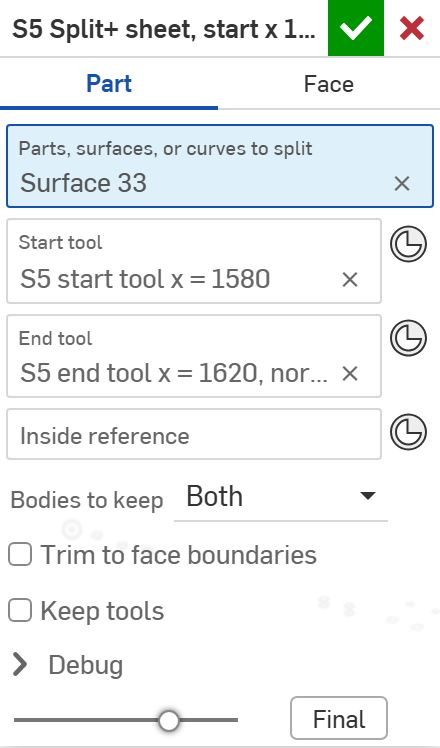 S5 Split+ sheet, start x 1...
Part
Face
Parts, surfaces, or curves to split
Surface 33
Start tool
S5 start tool x = 1580
End tool
S5 end tool x = 1620, nor...
Inside reference
Bodies to keep Both
Trim to face boundaries
Keep tools
Debug
Final